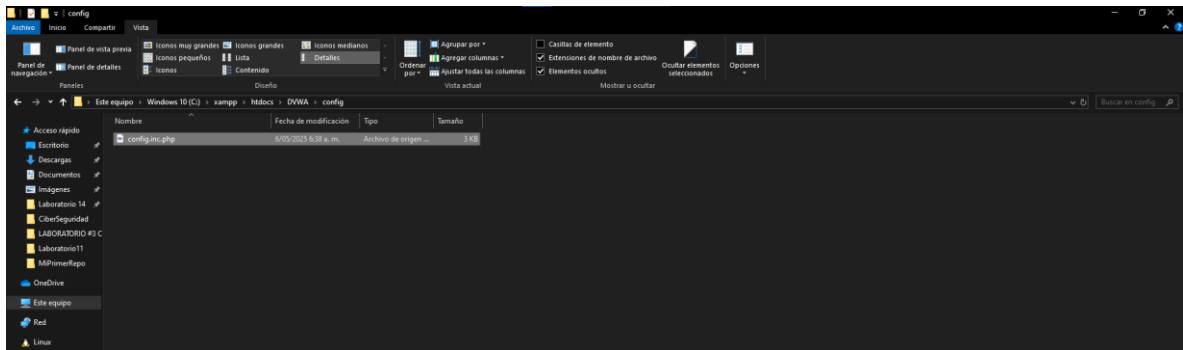 config
Archivo Inicio Compartir Vista
Panel de navegación
Panel de vista previa
Panel de detalles
Paneles
Iconos muy grandes Iconos grandes Iconos medianos
Iconos pequeños Lista Detalles
Iconos Contenido
Diseño
Ordenar por
Agrupar por
Agregar columnas
Ajustar todas las columnas
Vista actual
Casillas de elemento
Extensiones de nombre de archivo
Elementos ocultos
Ocultar elementos seleccionados
Mostrar u ocultar
Opciones
Este equipo > Windows 10 (C:) > xampp > htdocs > DVWA > config
Buscar en config
Nombre Fecha de modificación Tipo Tamaño
config.inc.php 6/05/2025 6:38 a. m. Archivo de origen ... 3 KB
Acceso rápido
Escritorio
Descargas
Documentos
Imágenes
Laboratorio 14
CiberSeguridad
LABORATORIO #3 C
Laboratorio11
MiPrimerRepo
OneDrive
Este equipo
Red
Linux